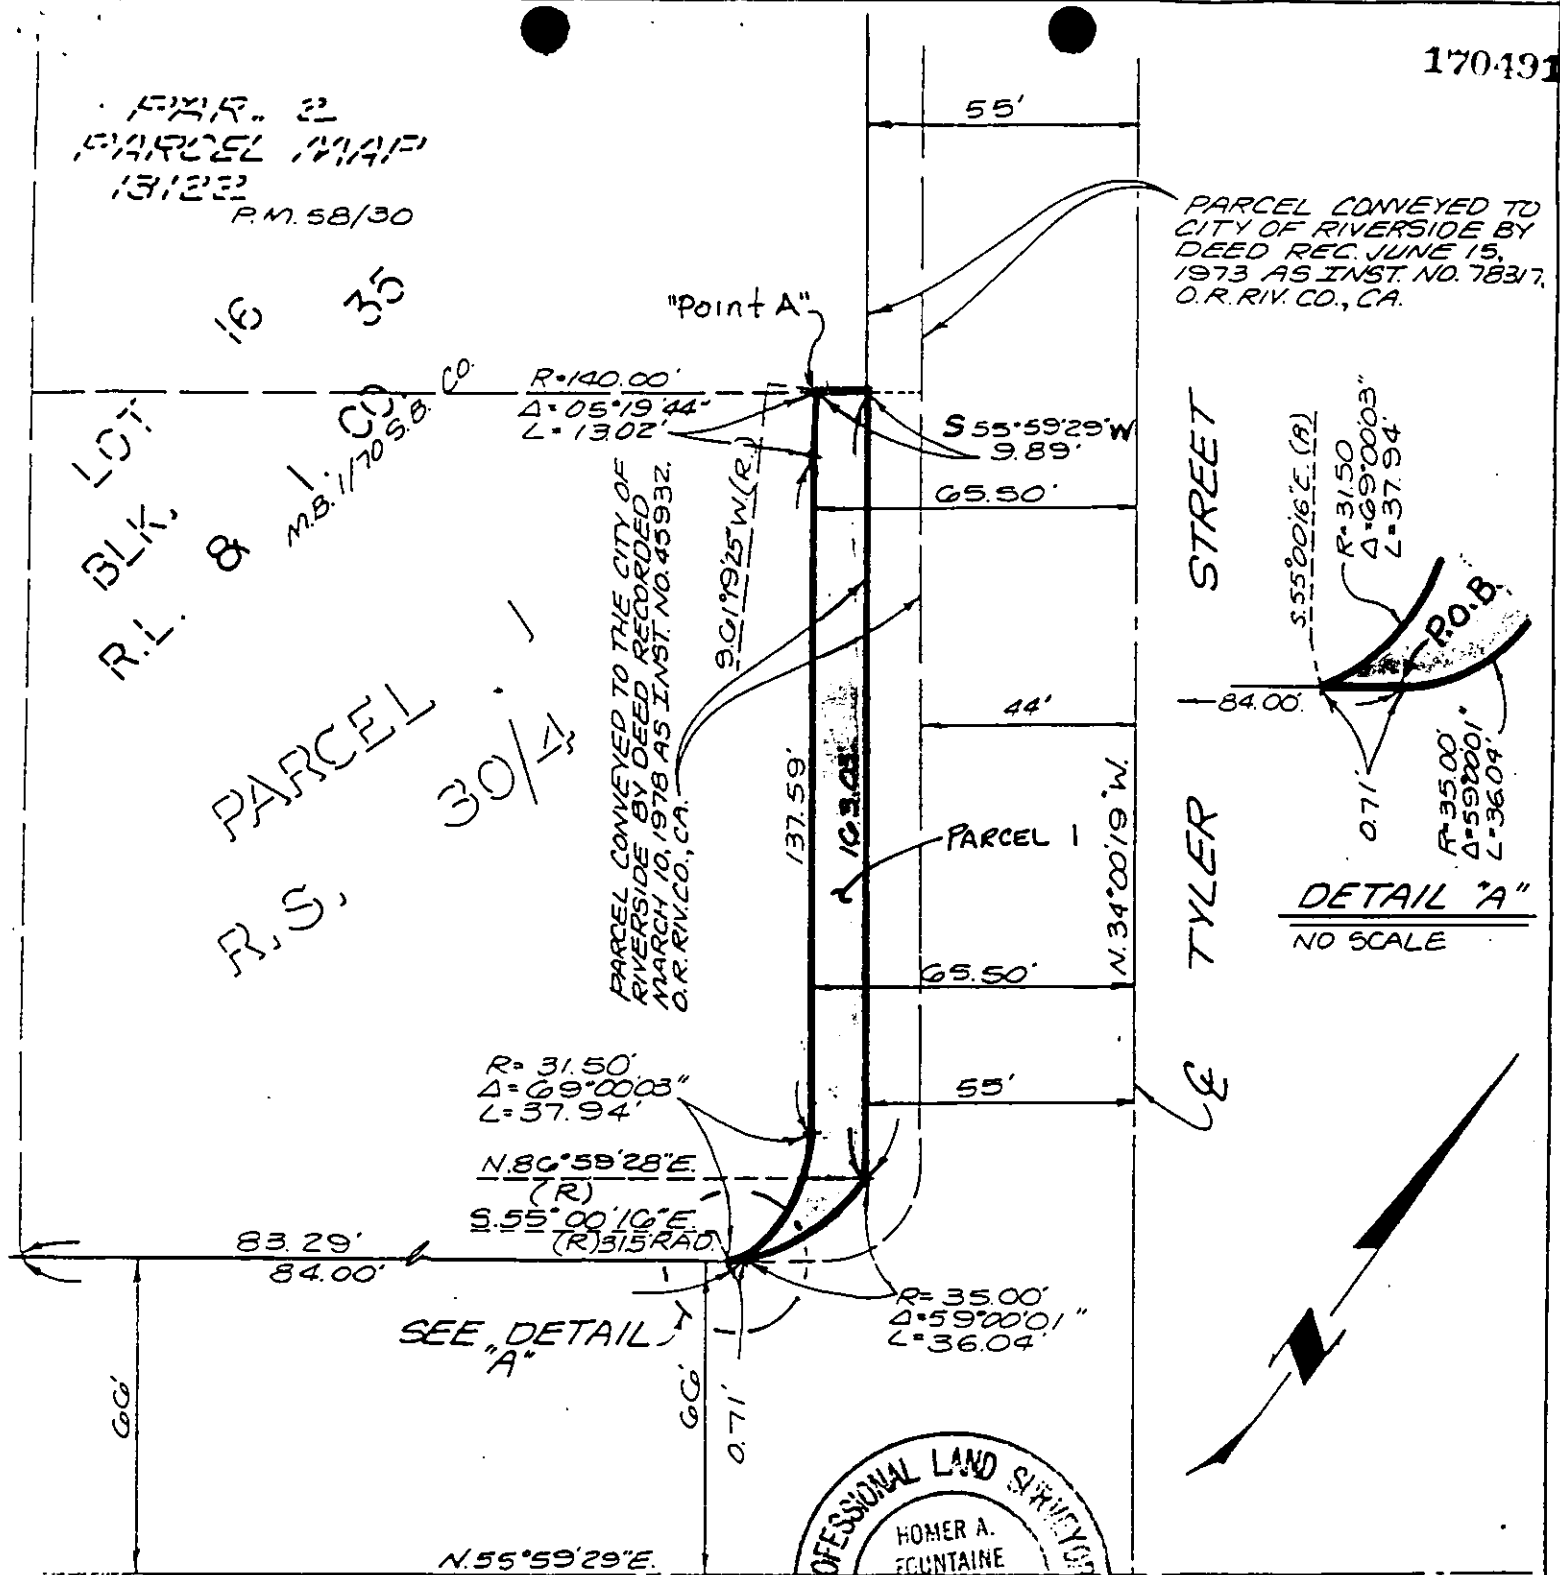 170491
PAR. 2
PARCEL MAP
13122
P.M. 58/30
55'
PARCEL CONVEYED TO
CITY OF RIVERSIDE BY
DEED REC. JUNE 15,
1973 AS INST. NO. 78317,
O.R. RIV. CO., CA.
"Point A"
LOT 16
BLK. 35
R.L. & I. CO.
M.B. 1/70 S.B. CO.
R=140.00'
Δ=05°19'44"
L=13.02'
S 55°59'29" W
9.89'
65.50'
PARCEL CONVEYED TO THE CITY OF
RIVERSIDE BY DEED RECORDED
MARCH 10, 1978 AS INST. NO. 45932,
O.R. RIV. CO., CA.
S.61°19'25"W.(R.)
137.59'
163.05'
44'
PARCEL 1
65.50'
55'
N.34°00'19"W.
TYLER STREET
PARCEL 1
R.S. 30/4
S.55°00'16"E.(R)
R=31.50
Δ=69°00'03"
L=37.94'
P.O.B.
84.00'
0.71'
R=35.00'
Δ=59°00'01"
L=36.04'
DETAIL "A"
NO SCALE
R=31.50'
Δ=69°00'03"
L=37.94'
N.86°59'28"E.
(R)
S.55°00'16"E.
(R)315 RAD.
83.29'
84.00'
R=35.00'
Δ=59°00'01"
L=36.04'
SEE DETAIL
"A"
66'
66'
0.71'
N.55°59'29"E.
OFESSIONAL LAND SURVEYOR
HOMER A.
FOUNTAINE